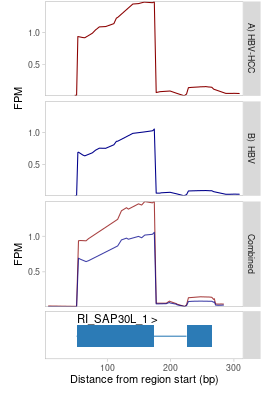 1.0
0.5
A) HBV-HCC
FPM
1.0
0.5
B) HBV
1.0
0.5
FPM
Combined
RI_SAP30L_1 >
100 200 300
Distance from region start (bp)